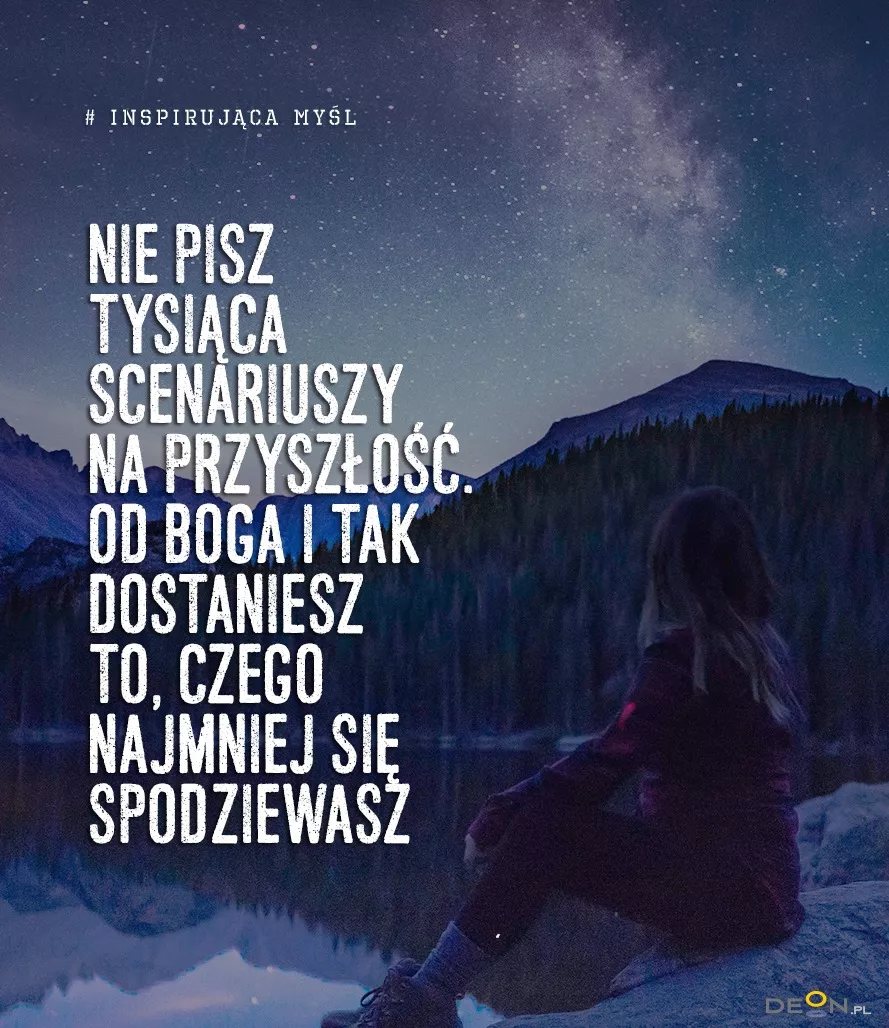 # INSPIRUJĄCA MYŚL
NIE PISZ
TYSIĄCA
SCENARIUSZY
NA PRZYSZŁOŚĆ.
OD BOGA I TAK
DOSTANIESZ
TO, CZEGO
NAJMNIEJ SIĘ
SPODZIEWASZ
DEON.PL